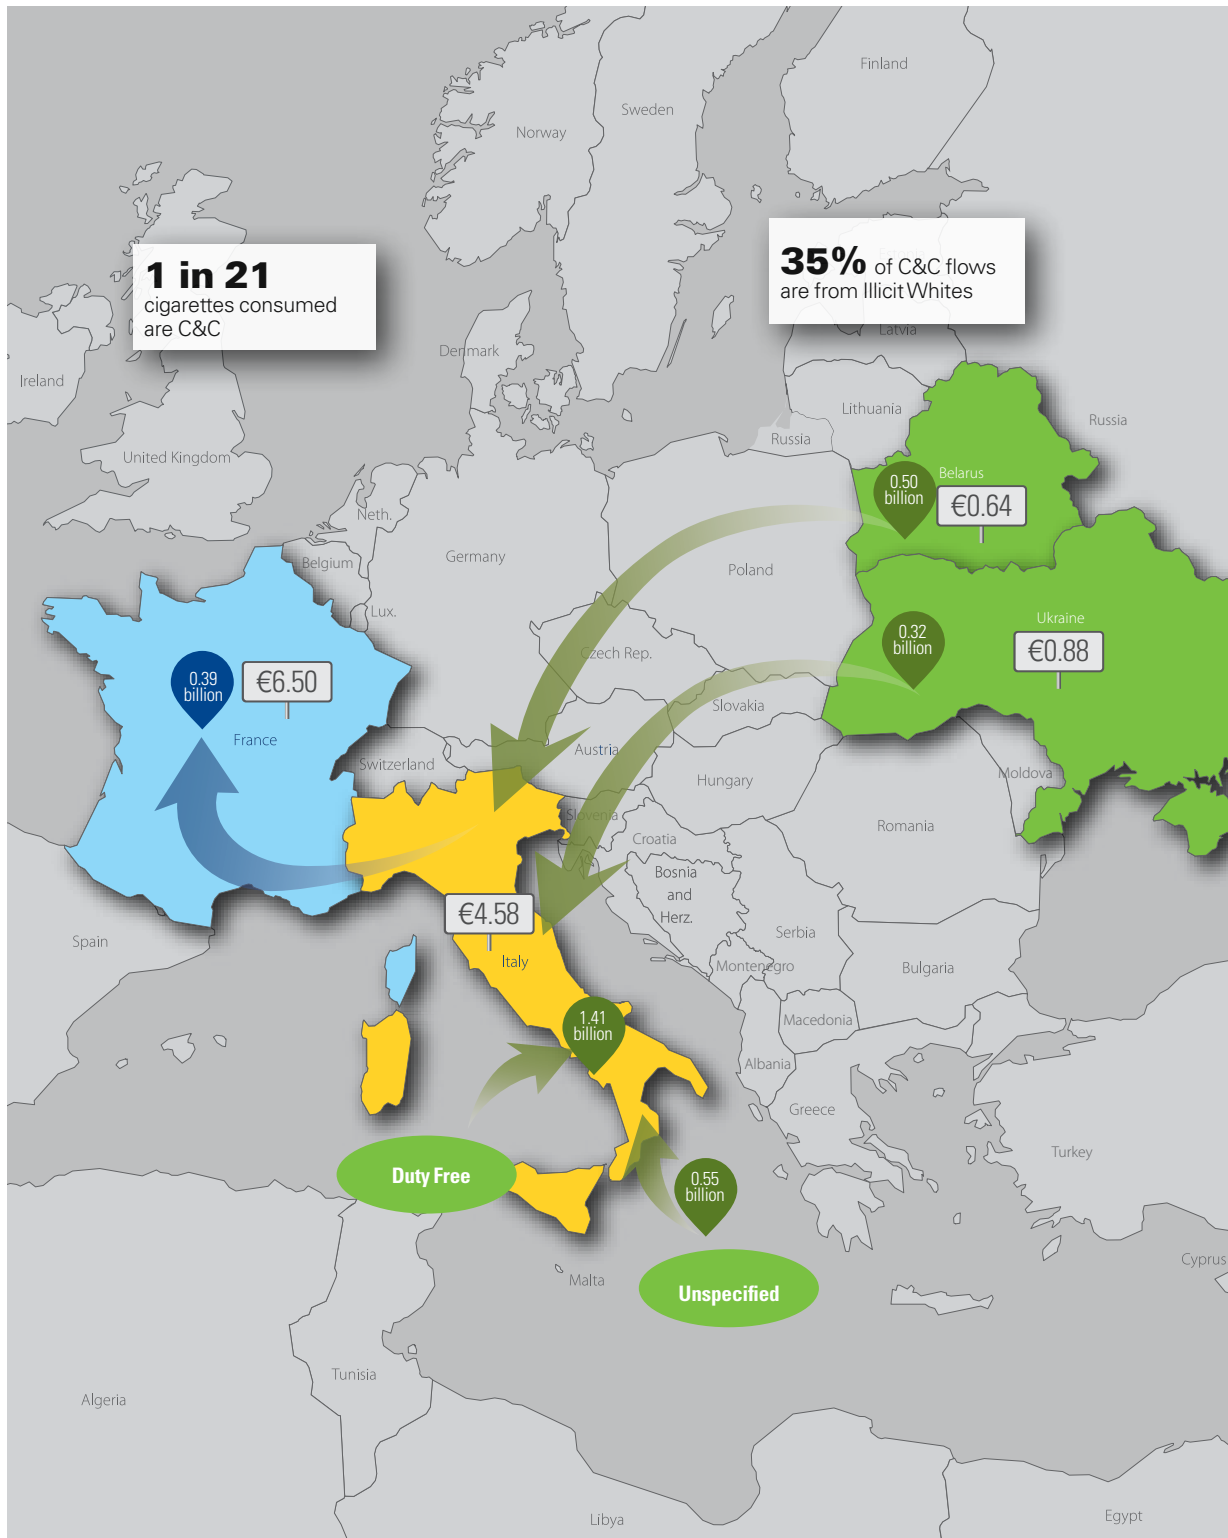 Finland
Sweden
Norway
1 in 21
cigarettes consumed
are C&C
35% of C&C flows
are from Illicit Whites
Latvia
Denmark
Ireland
Lithuania
Russia
Russia
United Kingdom
Belarus
0.50
billion
€0.64
Neth.
Germany
Belgium
Poland
Lux.
Ukraine
0.32
billion
€0.88
Czech Rep.
0.39
billion
€6.50
Slovakia
France
Austria
Switzerland
Moldova
Hungary
Slovenia
Romania
Croatia
Bosnia
and
Herz.
€4.58
Spain
Serbia
Italy
Montenegro
Bulgaria
1.41
billion
Macedonia
Albania
Greece
Turkey
Duty Free
0.55
billion
Cyprus
Malta
Unspecified
Tunisia
Algeria
Libya
Egypt